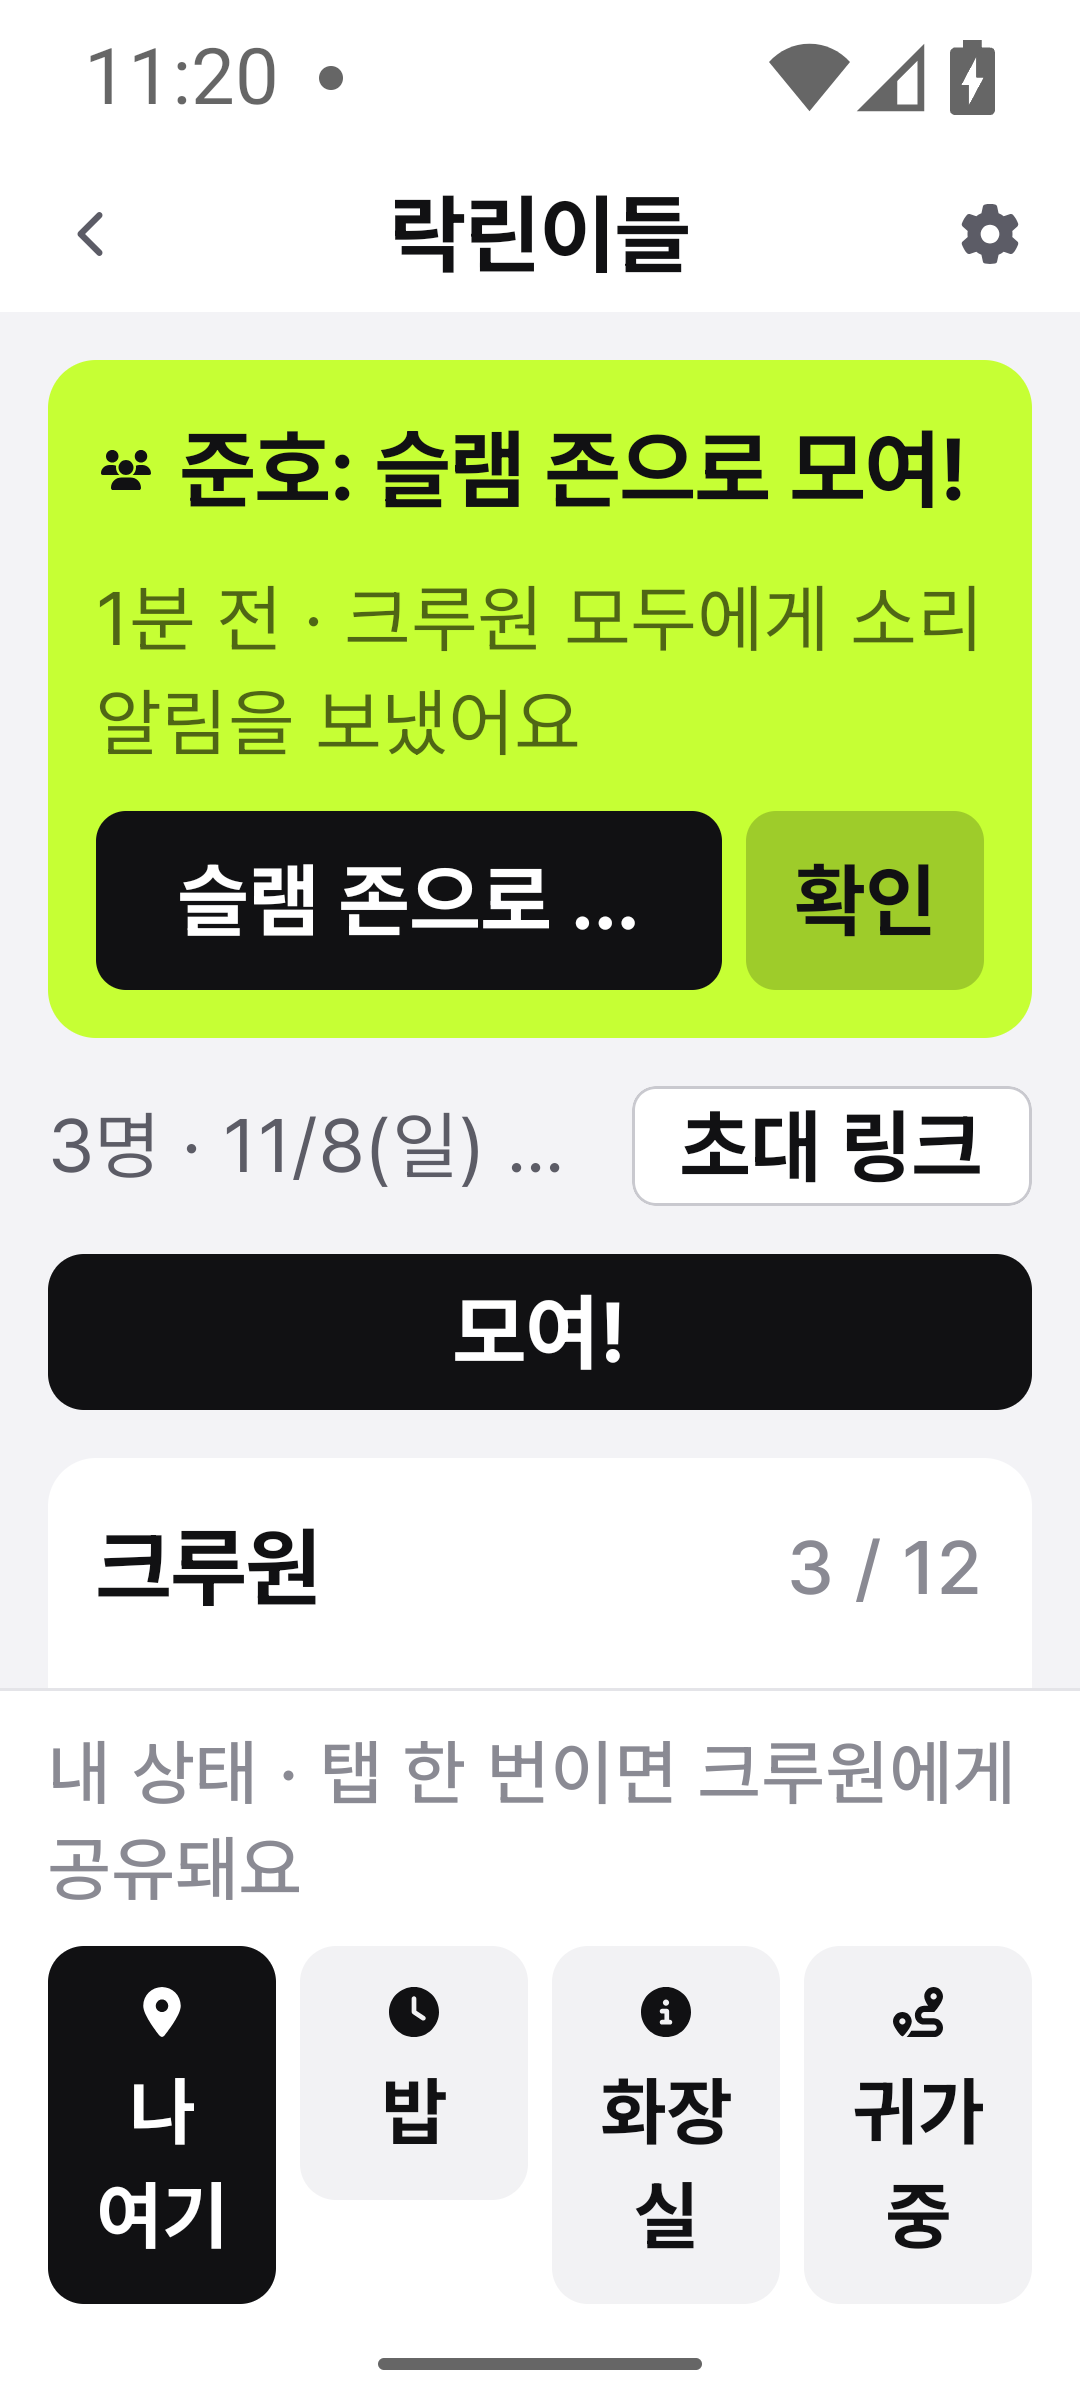 11:20
락린이들
준호: 슬램 존으로 모여!
1분 전 · 크루원 모두에게 소리
알림을 보냈어요
슬램 존으로 ...
확인
3명 · 11/8(일) ...
초대 링크
모여!
크루원
3 / 12
내 상태 · 탭 한 번이면 크루원에게
공유돼요
나
여기
밥
화장
실
귀가
중